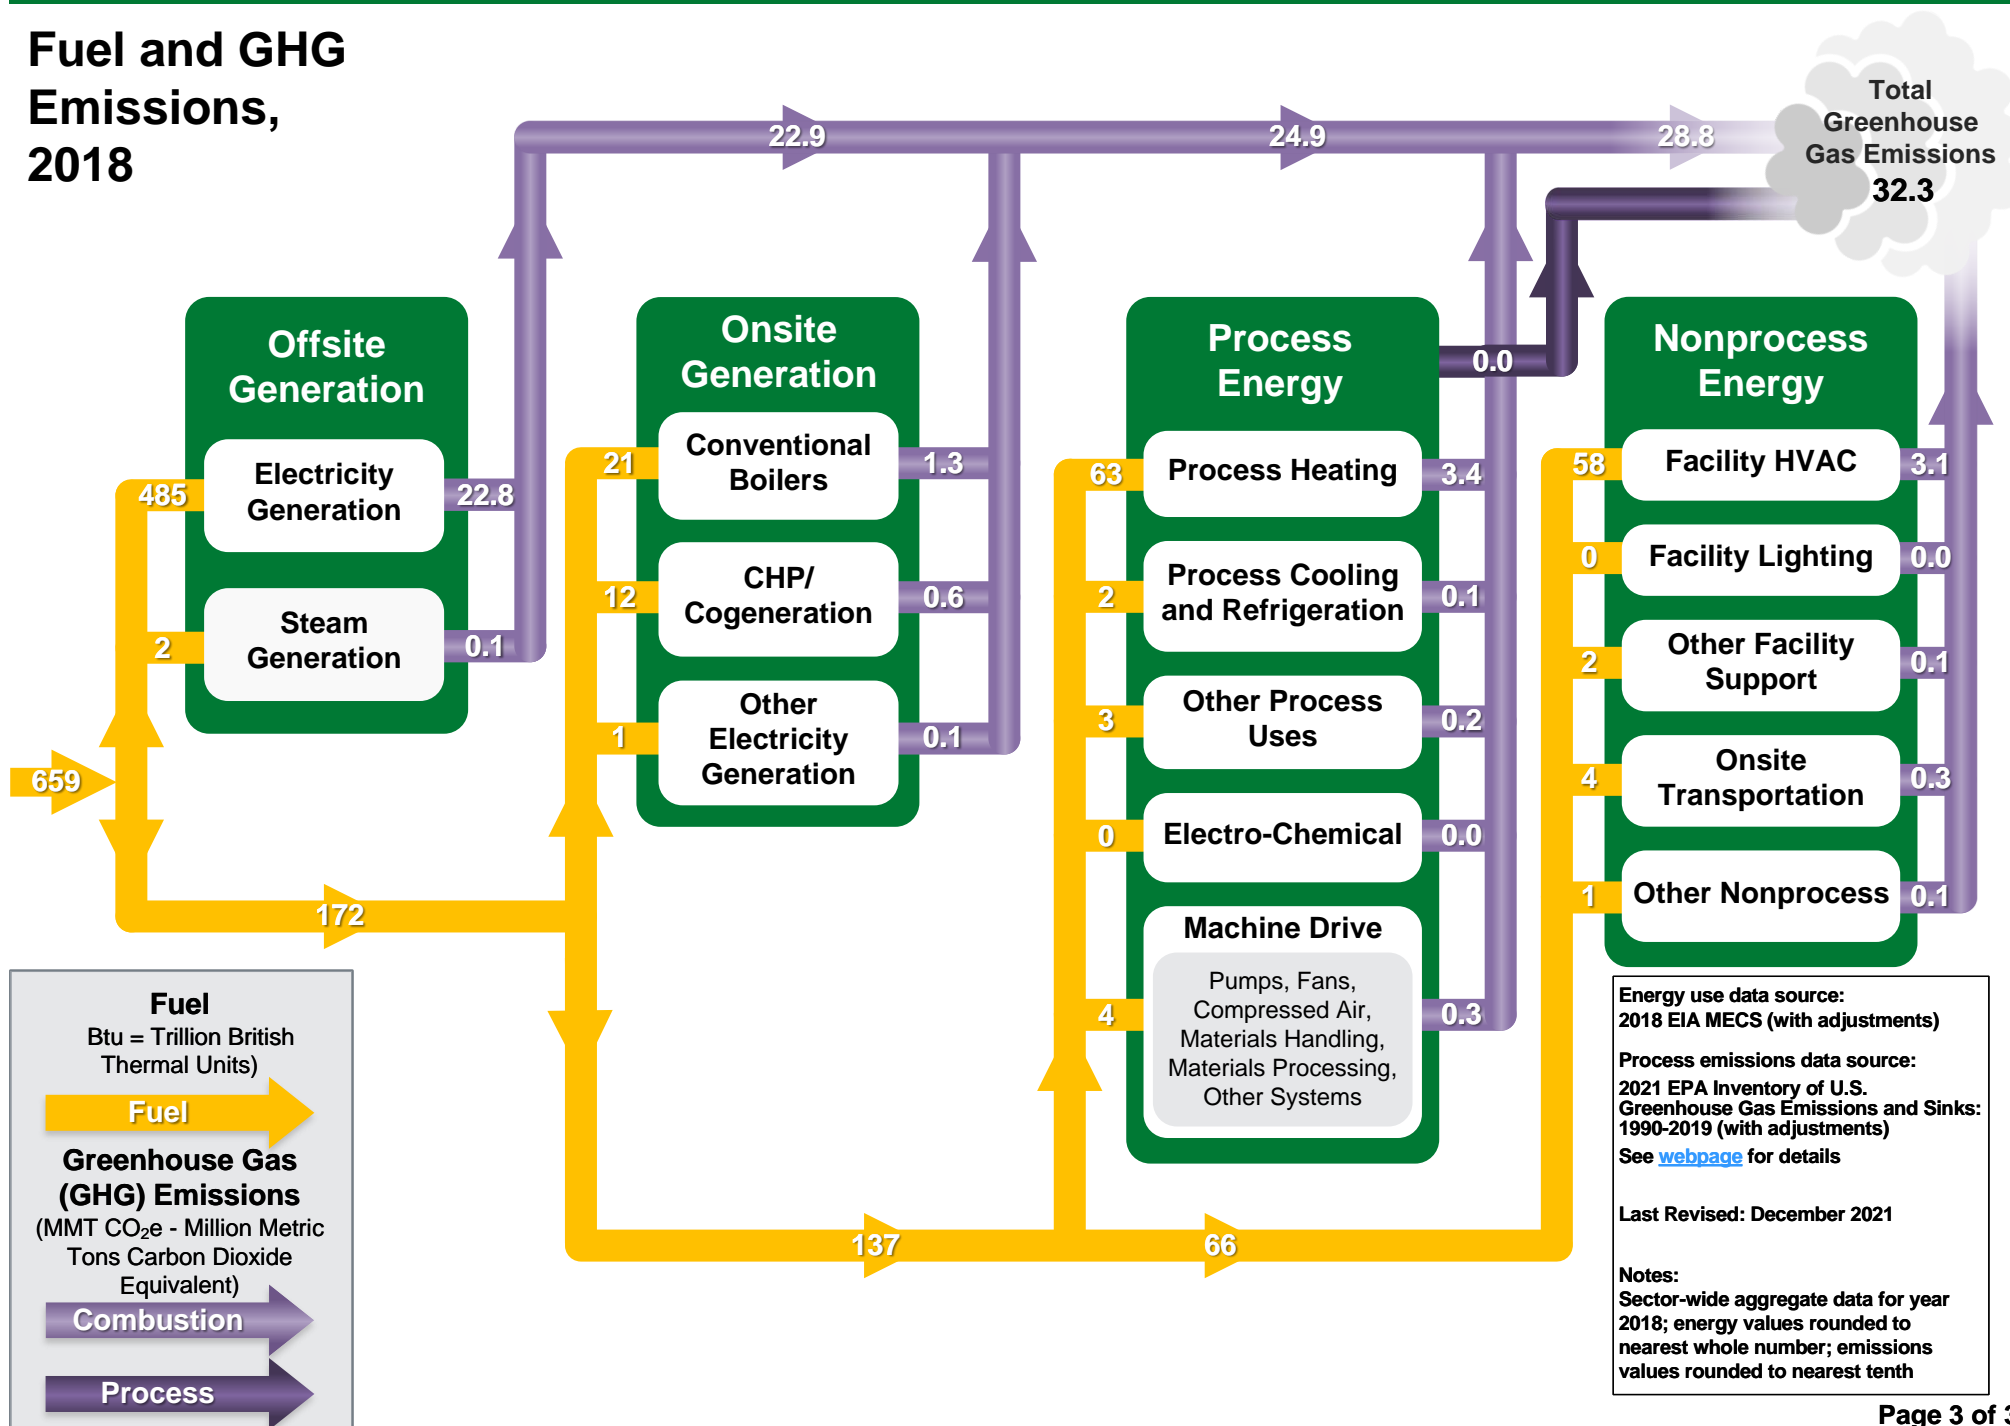 Fuel and GHG
Emissions,
2018
22.9
24.9
28.8
Total
Greenhouse
Gas Emissions
32.3
Offsite
Generation
485
Electricity
Generation
22.8
2
Steam
Generation
0.1
659
172
Onsite
Generation
21
Conventional
Boilers
1.3
12
CHP/
Cogeneration
0.6
1
Other
Electricity
Generation
0.1
137
66
Process
Energy
0.0
63
Process Heating
3.4
2
Process Cooling
and Refrigeration
0.1
3
Other Process
Uses
0.2
0
Electro-Chemical
0.0
Machine Drive
4
Pumps, Fans,
Compressed Air,
Materials Handling,
Materials Processing,
Other Systems
0.3
Nonprocess
Energy
58
Facility HVAC
3.1
0
Facility Lighting
0.0
2
Other Facility
Support
0.1
4
Onsite
Transportation
0.3
1
Other Nonprocess
0.1
Fuel
Btu = Trillion British
Thermal Units)
Fuel
Greenhouse Gas
(GHG) Emissions
(MMT CO₂e - Million Metric
Tons Carbon Dioxide
Equivalent)
Combustion
Process
Energy use data source:
2018 EIA MECS (with adjustments)
Process emissions data source:
2021 EPA Inventory of U.S.
Greenhouse Gas Emissions and Sinks:
1990-2019 (with adjustments)
See webpage for details
Last Revised: December 2021
Notes:
Sector-wide aggregate data for year
2018; energy values rounded to
nearest whole number; emissions
values rounded to nearest tenth
Page 3 of 3